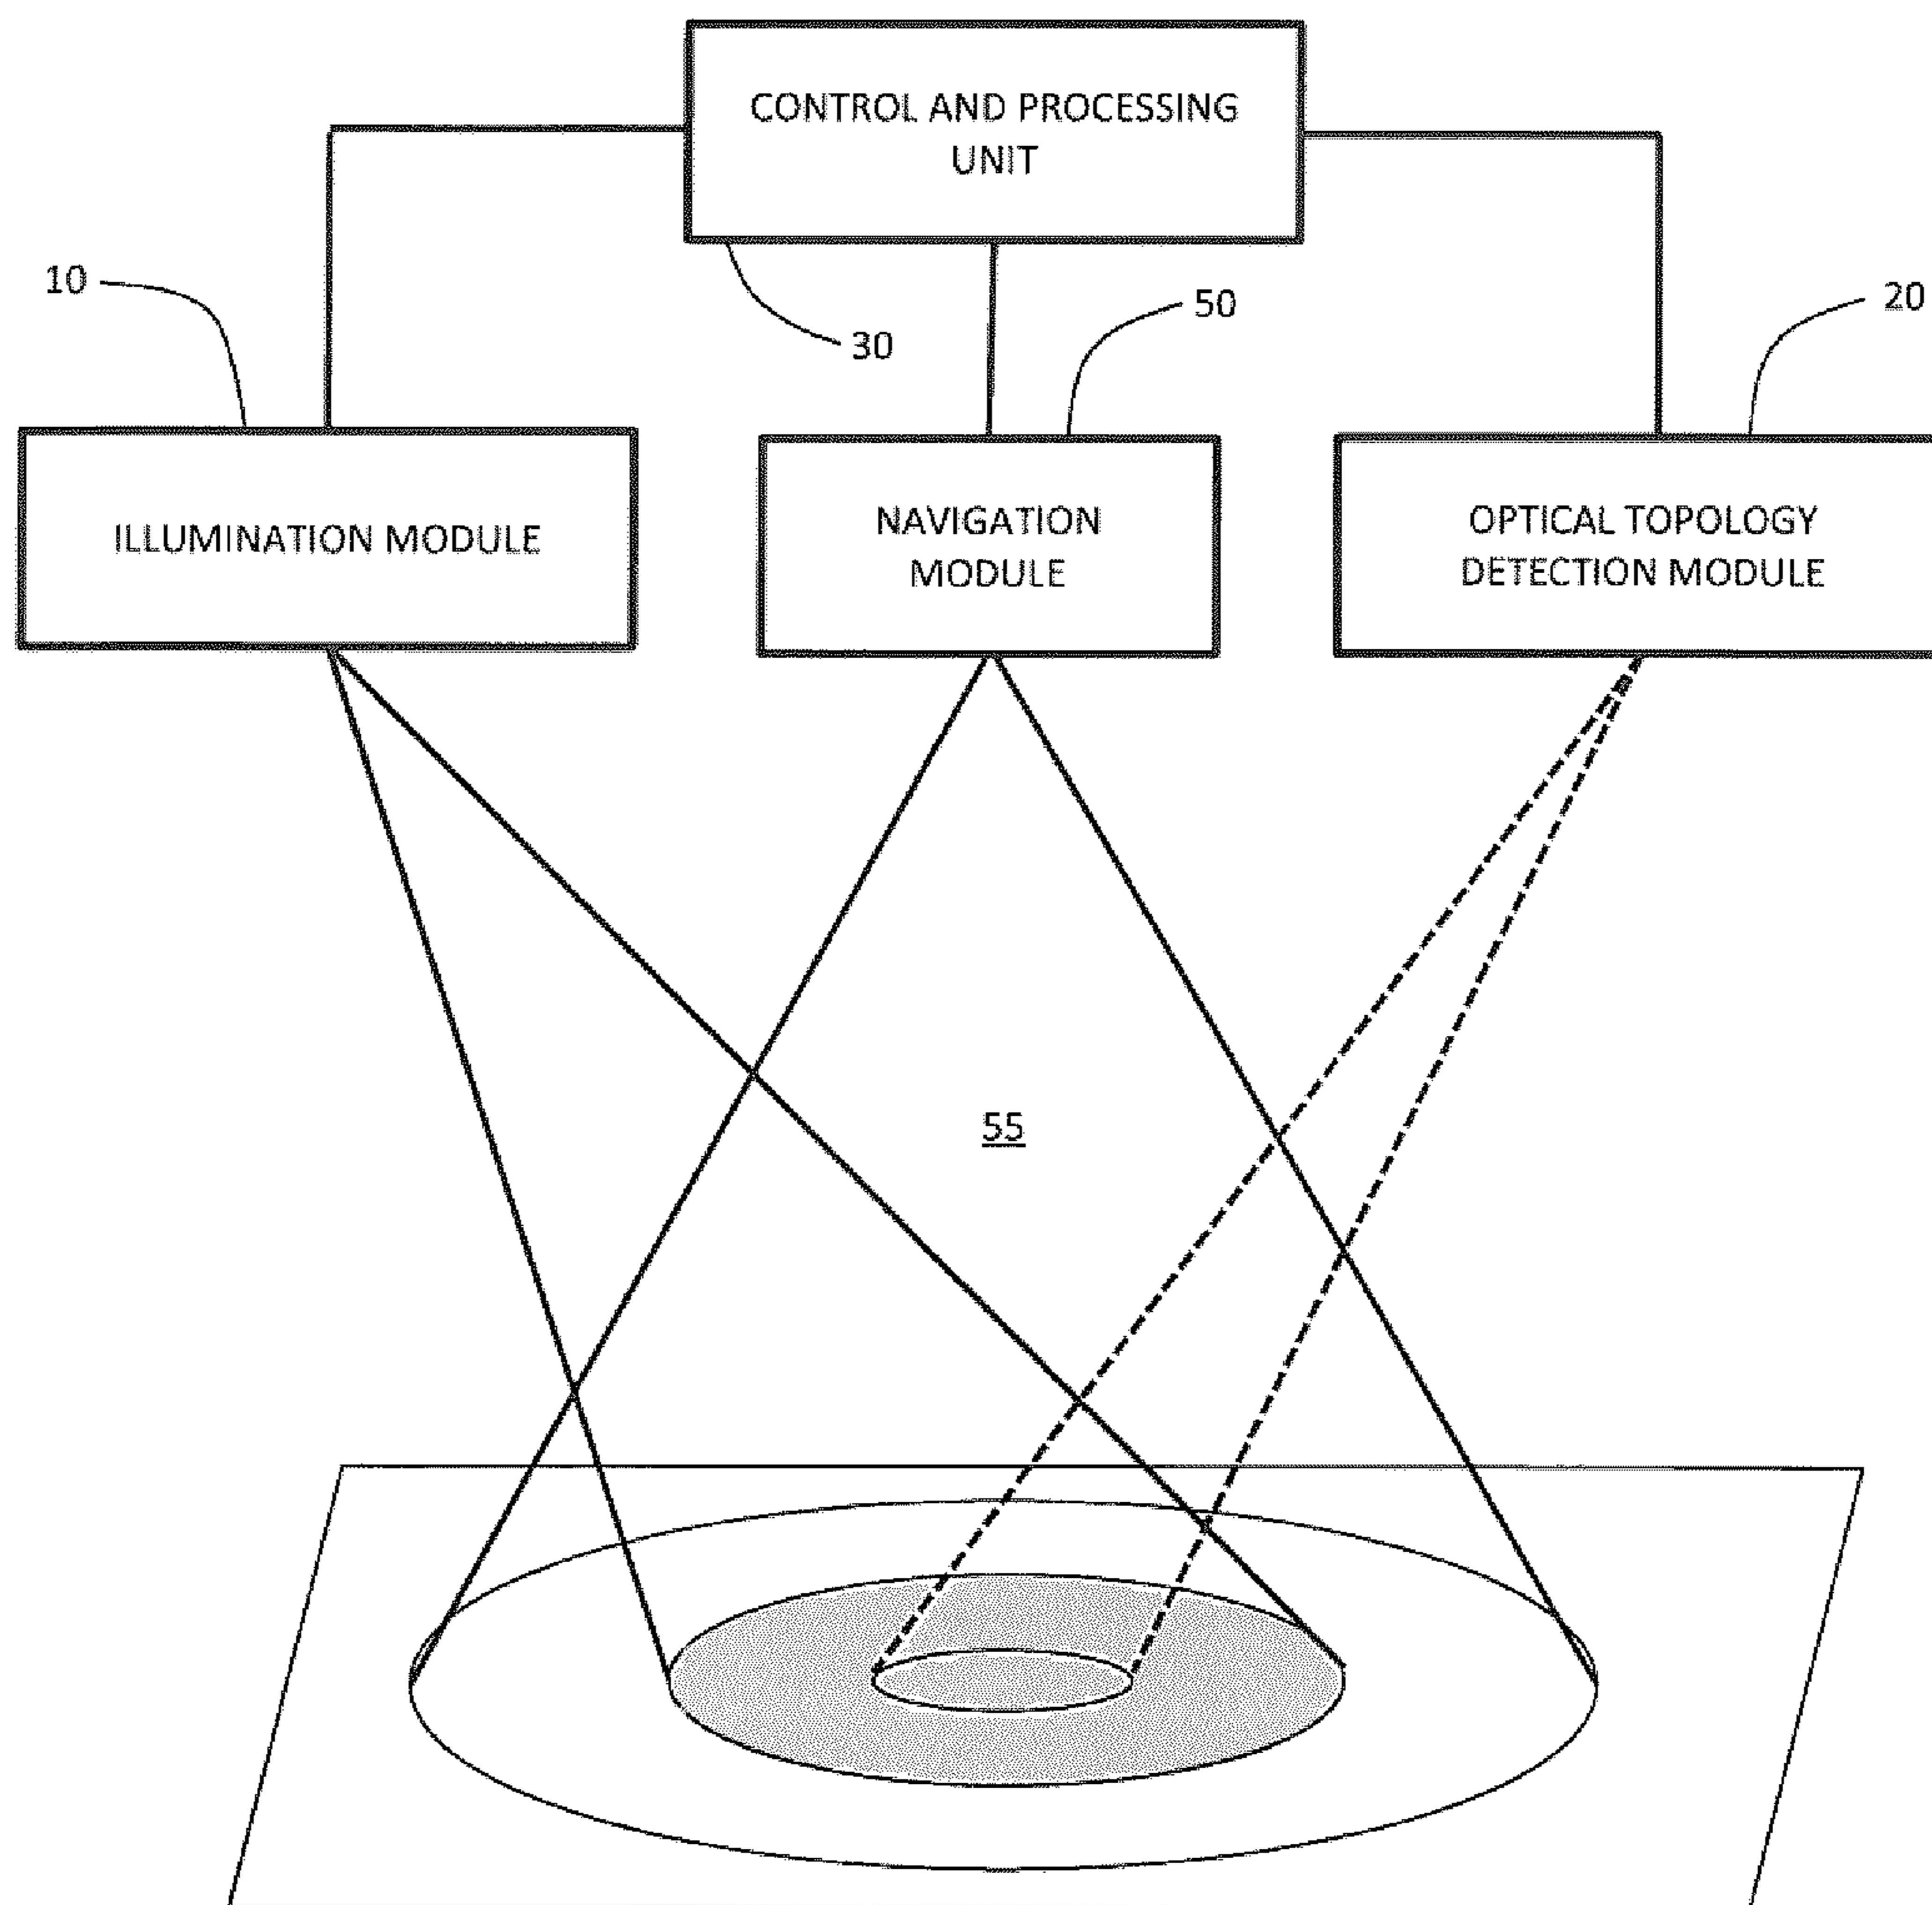 CONTROL AND PROCESSING
UNIT
10
30
50
20
ILLUMINATION MODULE
NAVIGATION
MODULE
OPTICAL TOPOLOGY
DETECTION MODULE
55